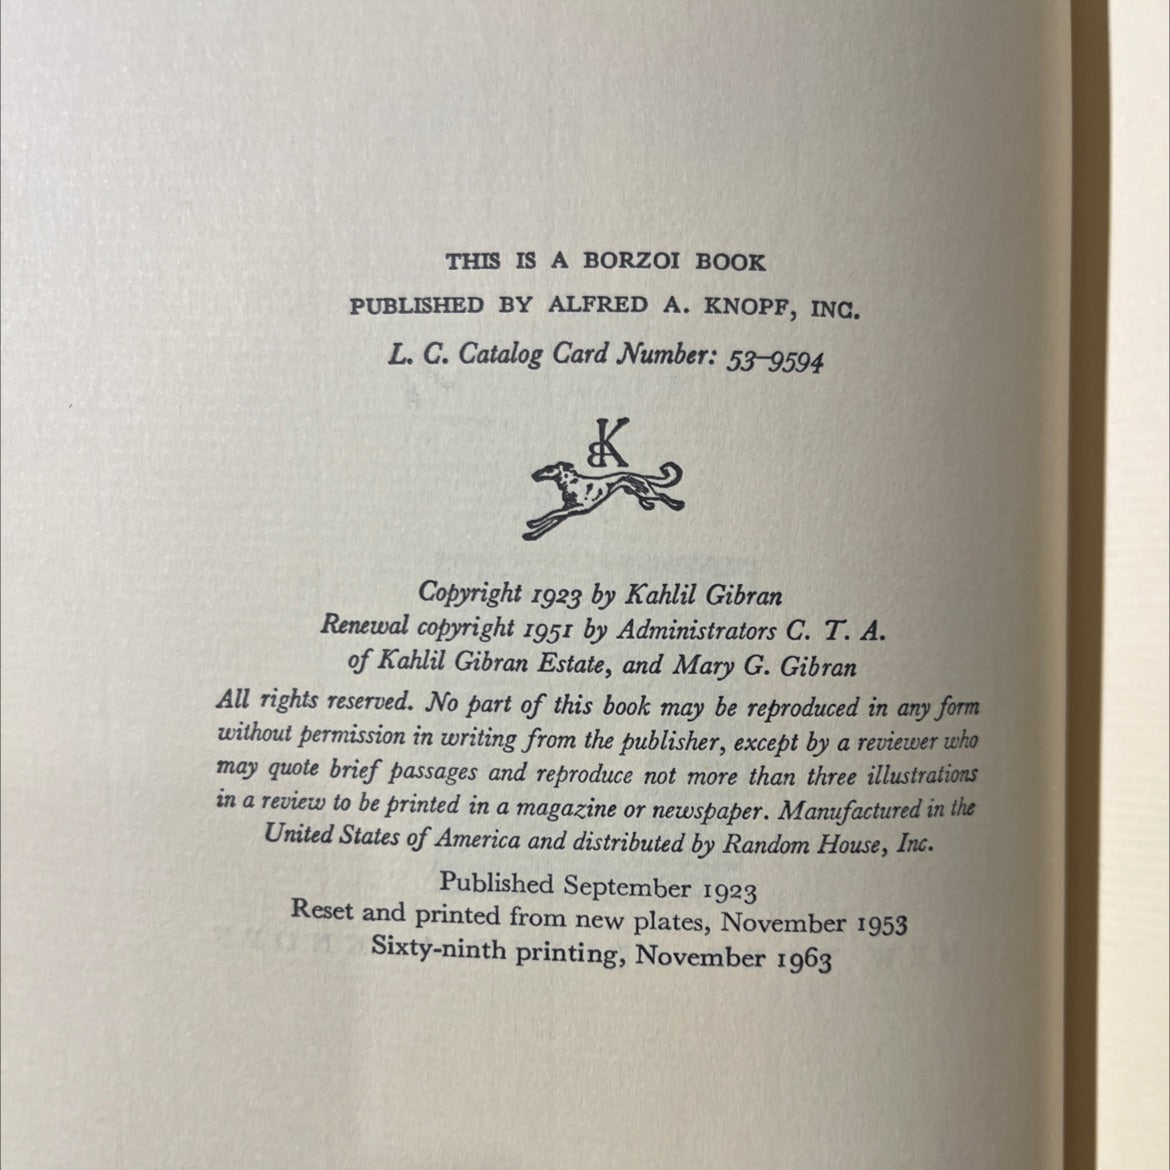 THIS IS A BORZOI BOOK
PUBLISHED BY ALFRED A. KNOPF, INC.
L. C. Catalog Card Number: 53–9594
BK
Copyright 1923 by Kahlil Gibran
Renewal copyright 1951 by Administrators C. T. A.
of Kahlil Gibran Estate, and Mary G. Gibran
All rights reserved. No part of this book may be reproduced in any form
without permission in writing from the publisher, except by a reviewer who
may quote brief passages and reproduce not more than three illustrations
in a review to be printed in a magazine or newspaper. Manufactured in the
United States of America and distributed by Random House, Inc.
Published September 1923
Reset and printed from new plates, November 1953
Sixty-ninth printing, November 1963